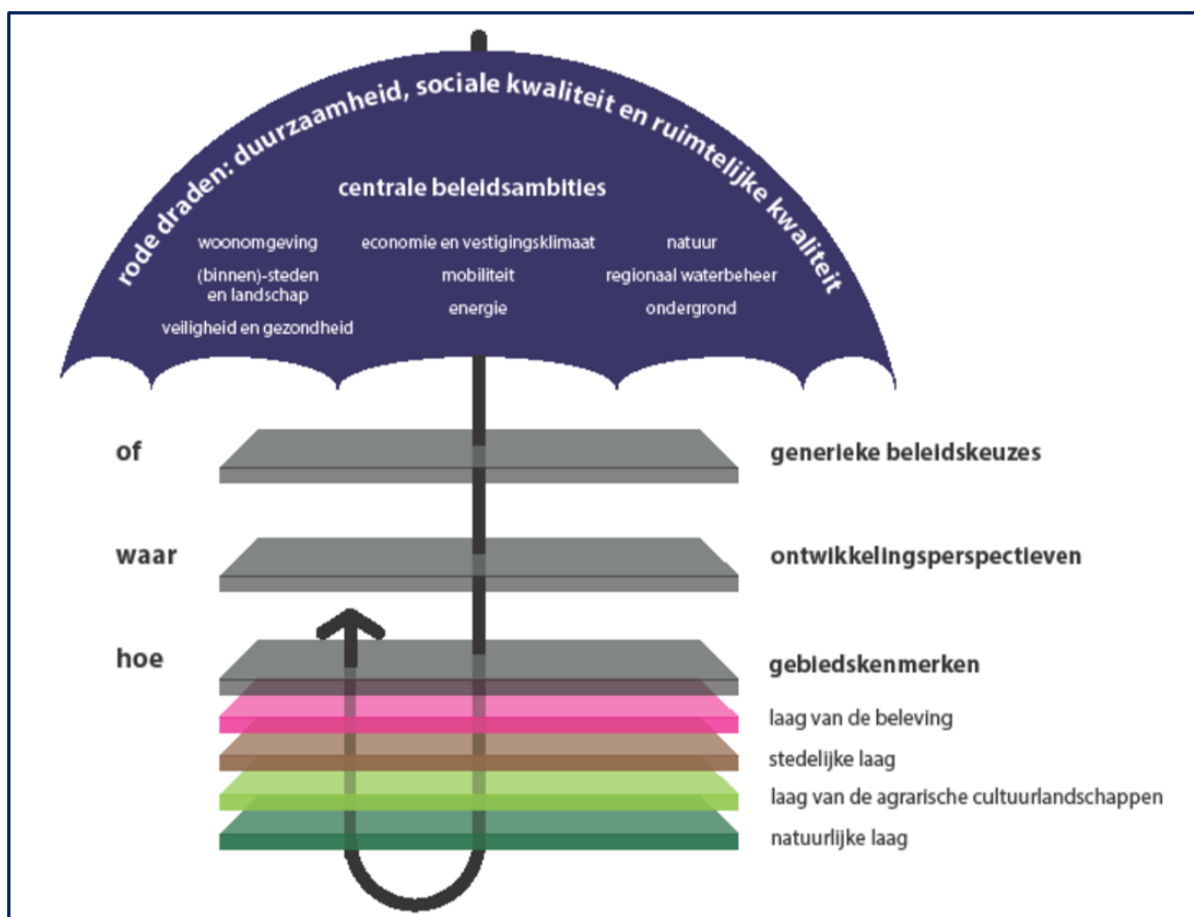 rode draden: duurzaamheid, sociale kwaliteit en ruimtelijke kwaliteit
centrale beleidsambities
woonomgeving
(binnen)-steden
en landschap
veiligheid en gezondheid
economie en vestigingsklimaat
mobiliteit
energie
natuur
regionaal waterbeheer
ondergrond
of
generieke beleidskeuzes
waar
ontwikkelingsperspectieven
hoe
gebiedskenmerken
laag van de beleving
stedelijke laag
laag van de agrarische cultuurlandschappen
natuurlijke laag